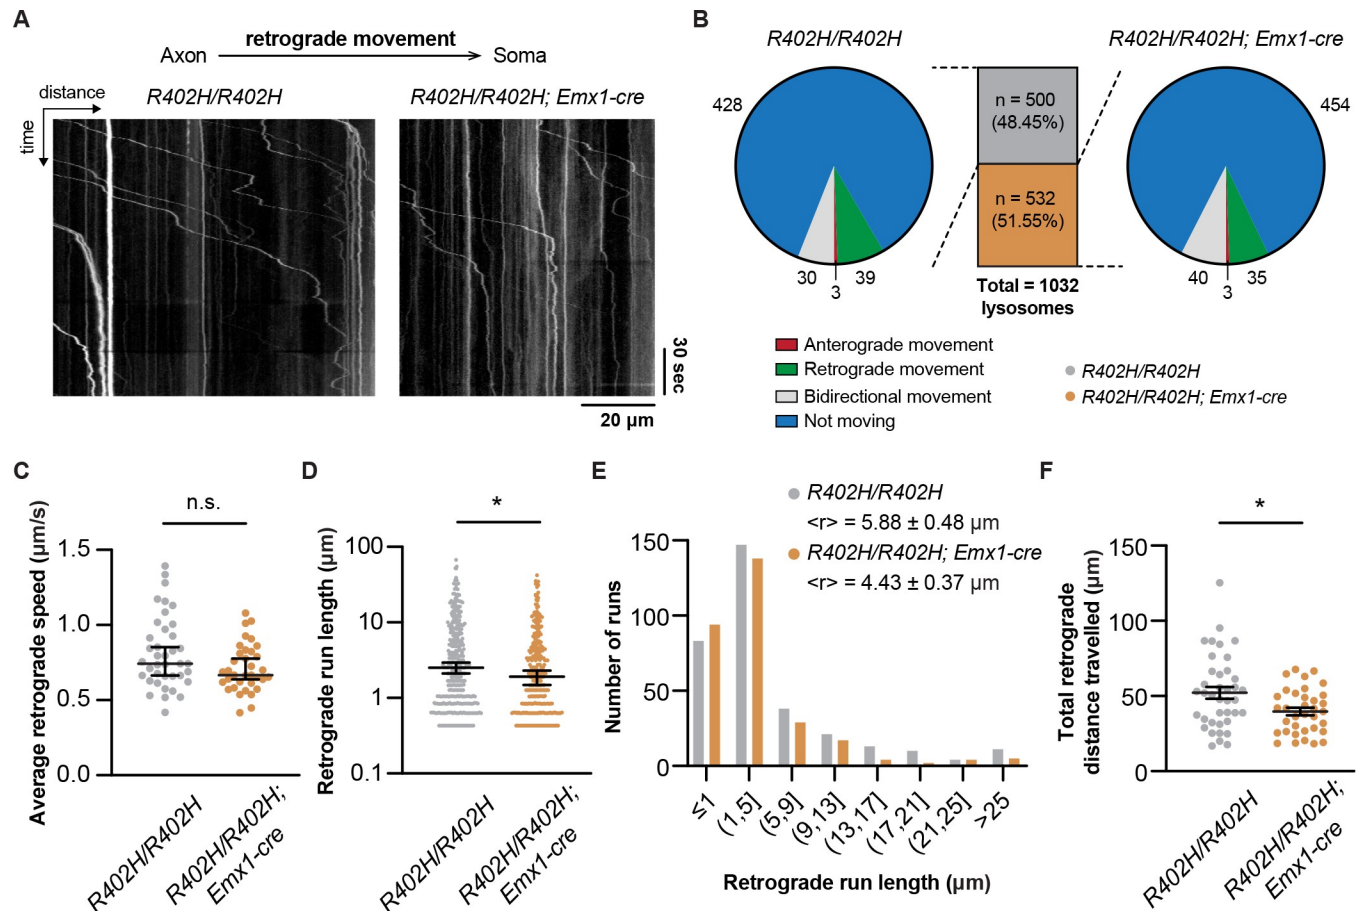 A
retrograde movement
Axon
Soma
distance
time
R402H/R402H
R402H/R402H; Emx1-cre
30 sec
20 µm
B
R402H/R402H
R402H/R402H; Emx1-cre
428
30
3
39
n = 500
(48.45%)
n = 532
(51.55%)
Total = 1032
lysosomes
454
40
3
35
Anterograde movement
Retrograde movement
Bidirectional movement
Not moving
R402H/R402H
R402H/R402H; Emx1-cre
C
n.s.
Average retrograde speed (µm/s)
1.5
1.0
0.5
0.0
R402H/R402H
R402H/R402H;
Emx1-cre
D
*
Retrograde run length (µm)
100
10
1
0.1
R402H/R402H
R402H/R402H;
Emx1-cre
E
R402H/R402H
<r> = 5.88 ± 0.48 µm
R402H/R402H; Emx1-cre
<r> = 4.43 ± 0.37 µm
Number of runs
150
100
50
0
≤1
(1,5]
(5,9]
(9,13]
(13,17]
(17,21]
(21,25]
>25
Retrograde run length (µm)
F
*
Total retrograde
distance travelled (µm)
150
100
50
0
R402H/R402H
R402H/R402H;
Emx1-cre